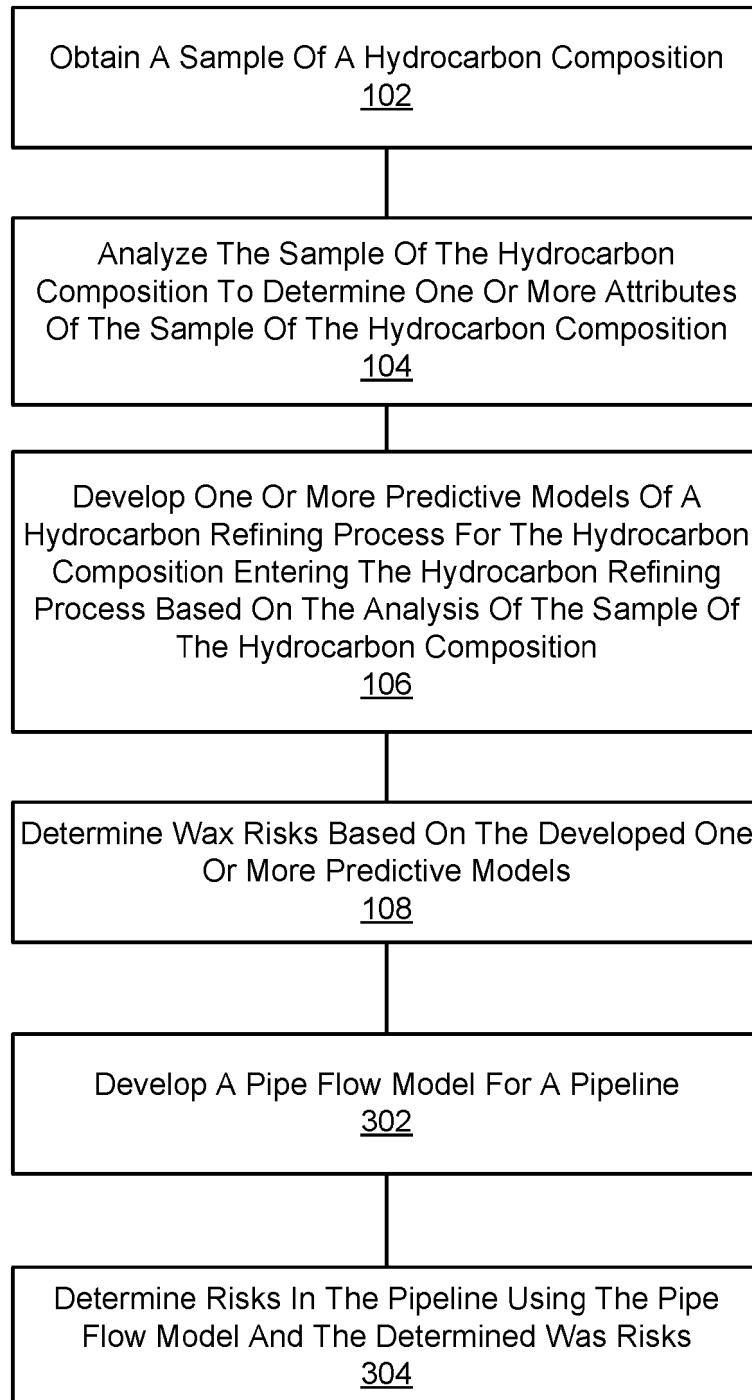 Obtain A Sample Of A Hydrocarbon Composition
102
Analyze The Sample Of The Hydrocarbon
Composition To Determine One Or More Attributes
Of The Sample Of The Hydrocarbon Composition
104
Develop One Or More Predictive Models Of A
Hydrocarbon Refining Process For The Hydrocarbon
Composition Entering The Hydrocarbon Refining
Process Based On The Analysis Of The Sample Of
The Hydrocarbon Composition
106
Determine Wax Risks Based On The Developed One
Or More Predictive Models
108
Develop A Pipe Flow Model For A Pipeline
302
Determine Risks In The Pipeline Using The Pipe
Flow Model And The Determined Was Risks
304